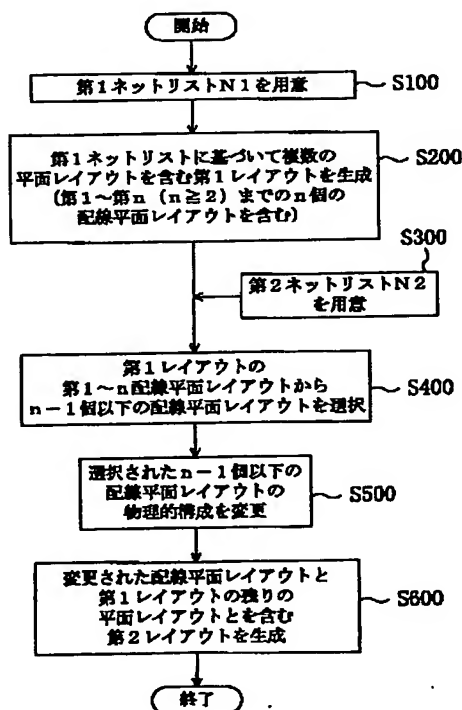 開始
第1ネットリストN1を用意
S100
第1ネットリストに基づいて複数の
平面レイアウトを含む第1レイアウトを生成
(第1~第n (n≧2) までのn個の
配線平面レイアウトを含む)
S200
S300
第2ネットリストN2
を用意
第1レイアウトの
第1~n配線平面レイアウトから
n-1個以下の配線平面レイアウトを選択
S400
選択されたn-1個以下の
配線平面レイアウトの
物理的構成を変更
S500
変更された配線平面レイアウトと
第1レイアウトの残りの
平面レイアウトとを含む
第2レイアウトを生成
S600
終了